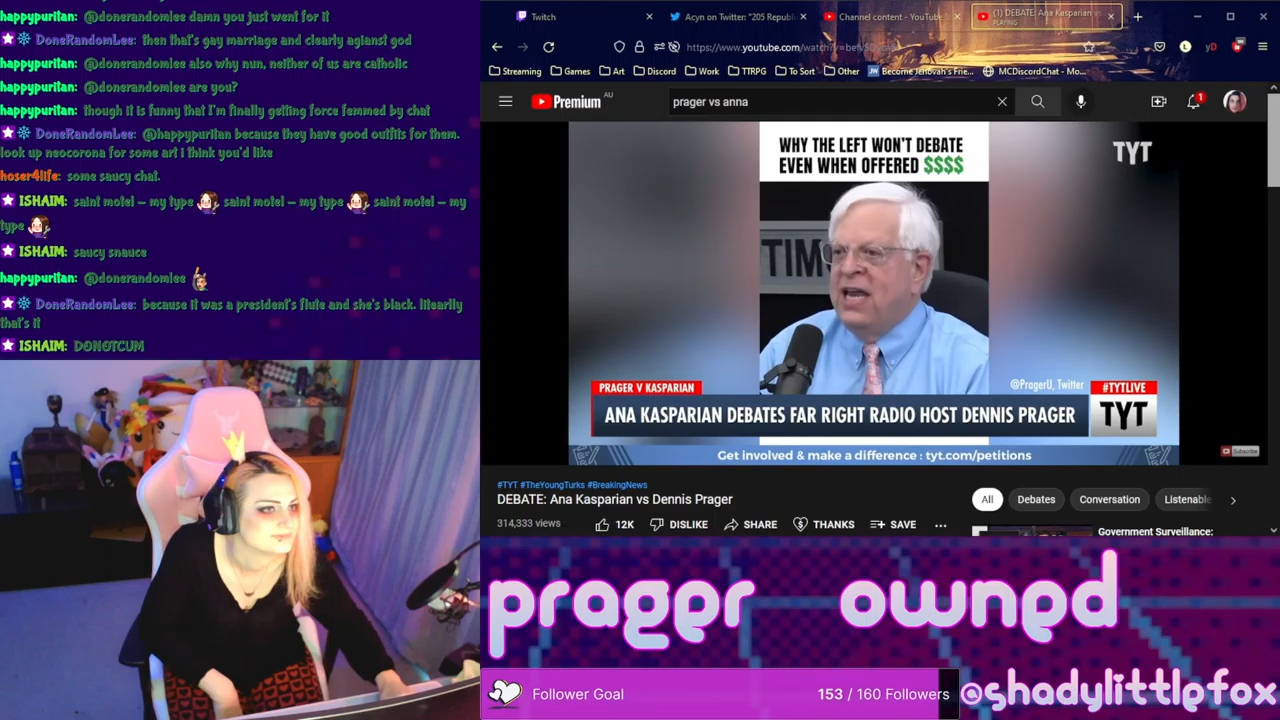 happypuritan: @donerandomlee damn you just went for it
DoneRandomLee: then that's gay marriage and clearly agianst god
happypuritan: @donerandomlee also why nun, neither of us are catholic
happypuritan: @donerandomlee are you?
happypuritan: though it is funny that I'm finally getting force femmed by chat
DoneRandomLee: @happypuritan because they have good outfits for them.
look up neocorona for some art i think you'd like
hoser4life: some saucy chat.
ISHAIM: saint motel – my type saint motel – my type saint motel – my
type
ISHAIM: saucy snauce
happypuritan: @donerandomlee
DoneRandomLee: because it was a president's flute and she's black. litearlly
that's it
ISHAIM: DONOTCUM
Twitch
Acyn on Twitter: "205 Republi
Channel content - YouTube
(1) DEBATE: Ana Kasparian vs
PLAYING
https://www.youtube.com/watch?v=
Streaming
Games
Art
Discord
Work
TTRPG
To Sort
Other
Become Jehovah's Frie...
MCDiscordChat - Mo...
Premium AU
prager vs anna
1
WHY THE LEFT WON'T DEBATE
EVEN WHEN OFFERED $$$$
TYT
TIM
PRAGER V KASPARIAN
@PragerU, Twitter
#TYTLIVE
ANA KASPARIAN DEBATES FAR RIGHT RADIO HOST DENNIS PRAGER
TYT
Get involved & make a difference : tyt.com/petitions
Subscribe
#TYT #TheYoungTurks #BreakingNews
DEBATE: Ana Kasparian vs Dennis Prager
314,333 views
12K
DISLIKE
SHARE
THANKS
SAVE
All
Debates
Conversation
Listenable
Government Surveillance:
prager owned
Follower Goal
153 / 160 Followers
@shadylittlefox